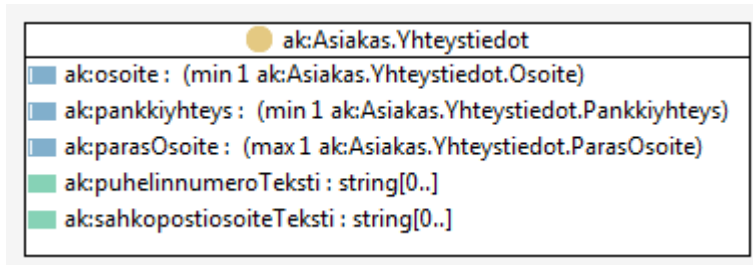 ak:Asiakas.Yhteystiedot
ak:osoite : (min 1 ak:Asiakas.Yhteystiedot.Osoite)
ak:pankkiyhteys : (min 1 ak:Asiakas.Yhteystiedot.Pankkiyhteys)
ak:parasOsoite : (max 1 ak:Asiakas.Yhteystiedot.ParasOsoite)
ak:puhelinnumeroTeksti : string[0..]
ak:sahkopostiosoiteTeksti : string[0..]